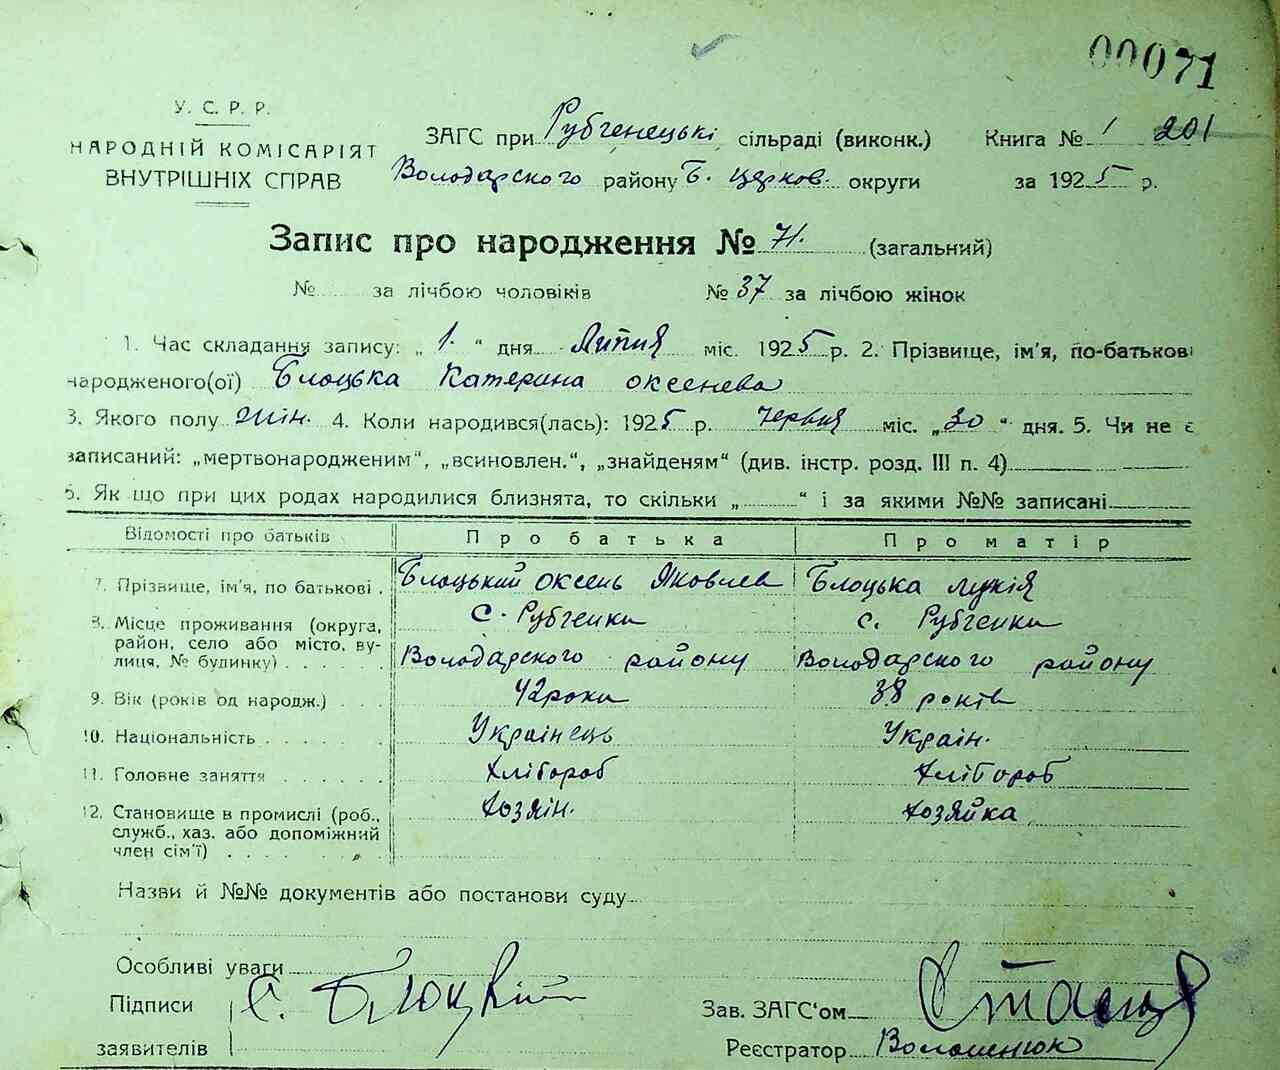 00071
У. С. Р. Р.
НАРОДНІЙ КОМІСАРІЯТ
ВНУТРІШНІХ СПРАВ
ЗАГС при Рубченецькі сільраді (виконк.)
Володарского району Б. церков. округи
Книга № 1 201
за 1925 р.
Запис про народження № 71. (загальний)
№ за лічбою чоловіків № 37 за лічбою жінок
1. Час складання запису: „ 1. “ дня Липня міс. 1925 р. 2. Прізвище, ім'я, по-батькові
народженого(ої) Блоцька Катерина оксенева
3. Якого полу жін. 4. Коли народився(лась): 1925 р. червня міс. „30“ дня. 5. Чи не є
записаний: „мертвонародженим“, „всиновлен.“, „знайденям“ (див. інстр. розд. III п. 4)
6. Як що при цих родах народилися близнята, то скільки „ “ і за якими №№ записані
Відомості про батьків Про батька Про матір
7. Прізвище, ім'я, по батькові . Блоцький оксень Яковлев Блоцька лукія
8. Місце проживання (округа, район, село або місто, вулиця, № будинку) . . . . . с. Рубченки Володарского району с. Рубченки Володарского району
9. Вік (років од народж.) . . . 42 роки 38 років
10. Національність . . . . . . Українець Україн.
11. Головне заняття . . . . . . хлібороб хлібороб
12. Становище в промислі (роб., служб., хаз. або допоміжний член сім'ї) . . . . . хозяїн. хозяйка
Назви й №№ документів або постанови суду
Особливі уваги
Підписи
заявителів
Зав. ЗАГС'ом
Реєстратор Волошенюк